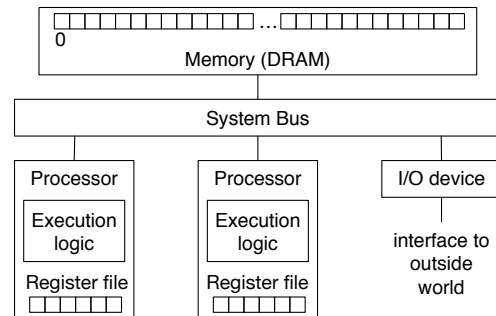 ...
0
Memory (DRAM)
System Bus
Processor
Execution
logic
Register file
Processor
Execution
logic
Register file
I/O device
interface to
outside
world